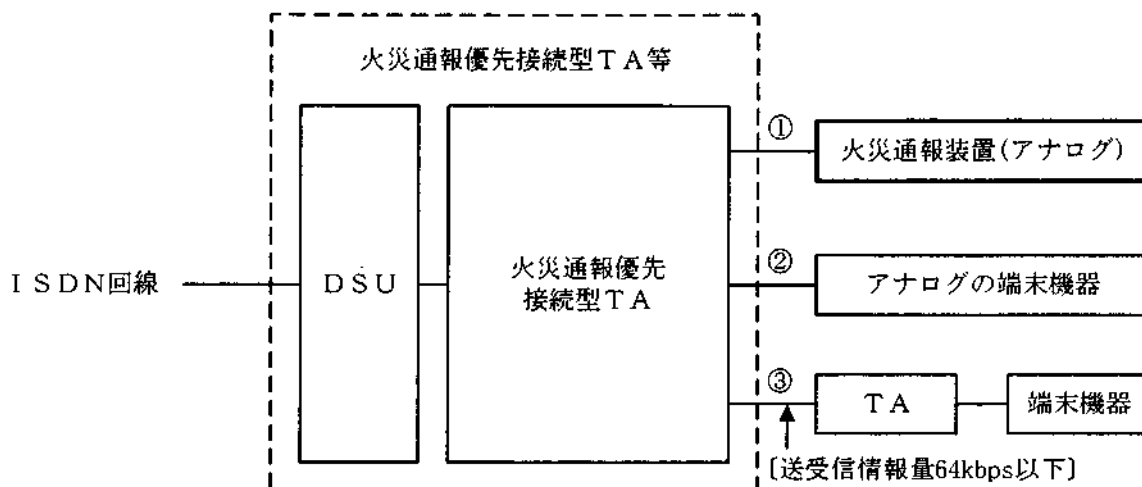 火災通報優先接続型TA等
①
火災通報装置(アナログ)
ISDN回線
DSU
火災通報優先
接続型TA
②
アナログの端末機器
③
TA
端末機器
〔送受信情報量64kbps以下〕